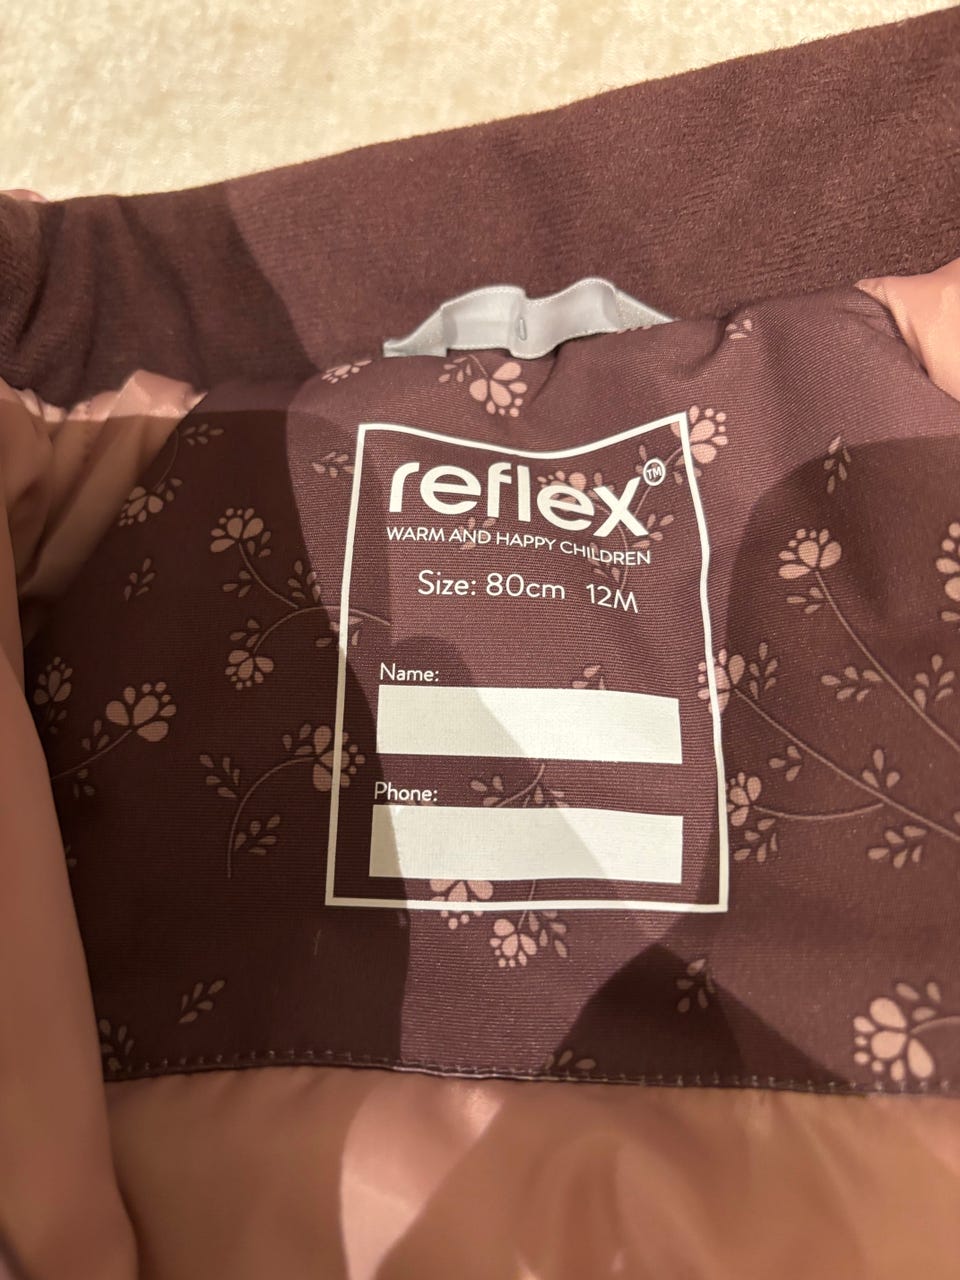 reflex™
WARM AND HAPPY CHILDREN
Size: 80cm 12M
Name:
Phone: